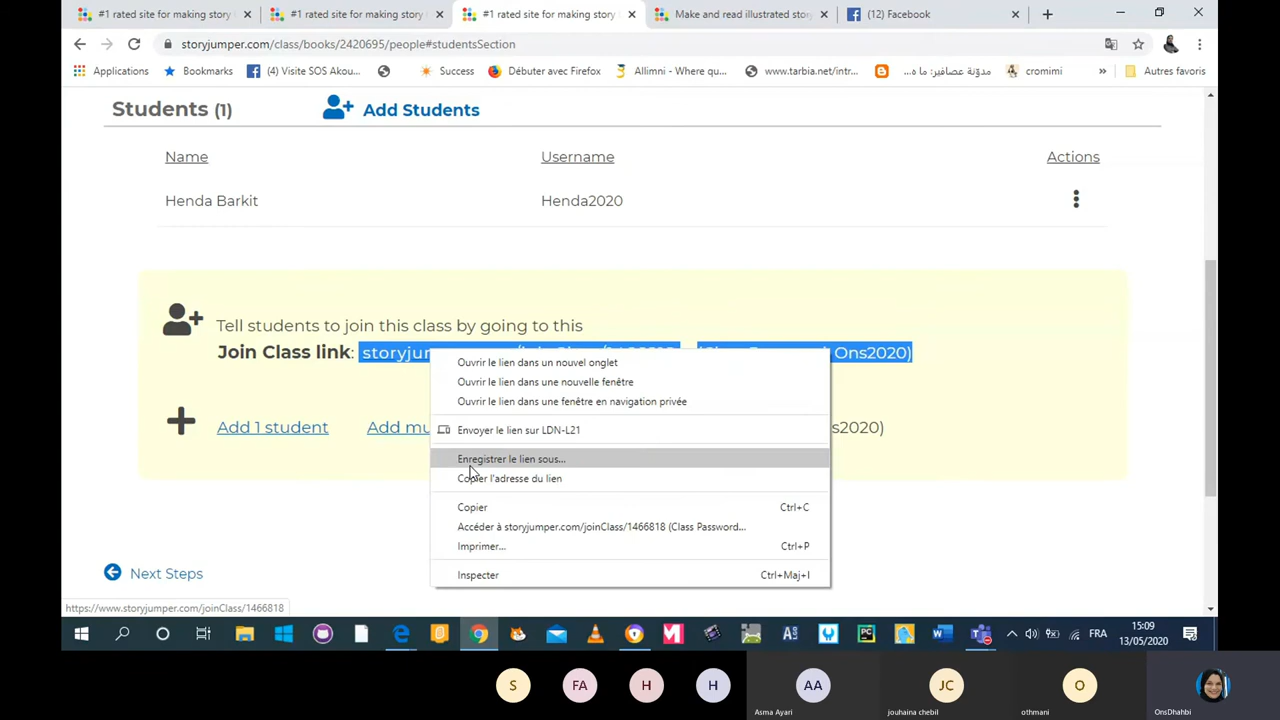 #1 rated site for making story
#1 rated site for making story
#1 rated site for making story
Make and read illustrated stor
(12) Facebook
storyjumper.com/class/books/2420695/people#studentsSection
Applications
Bookmarks
(4) Visite SOS Akou...
Success
Débuter avec Firefox
Allimni - Where qu...
www.tarbia.net/intr...
مدوّنة عصافير: ما ه...
cromimi
»
Autres favoris
Students (1)
Add Students
Name Username Actions
Henda Barkit Henda2020
Tell students to join this class by going to this
Join Class link: storyjum Ons2020)
Add 1 student Add mu s2020)
Ouvrir le lien dans un nouvel onglet
Ouvrir le lien dans une nouvelle fenêtre
Ouvrir le lien dans une fenêtre en navigation privée
Envoyer le lien sur LDN-L21
Enregistrer le lien sous...
Copier l'adresse du lien
Copier Ctrl+C
Accéder à storyjumper.com/joinClass/1466818 (Class Password...
Imprimer... Ctrl+P
Inspecter Ctrl+Maj+I
Next Steps
https://www.storyjumper.com/joinClass/1466818
FRA
15:09
13/05/2020
S
FA
H
H
AA
JC
O
Asma Ayari
jouhaina chebil
othmani
OnsDhahbi